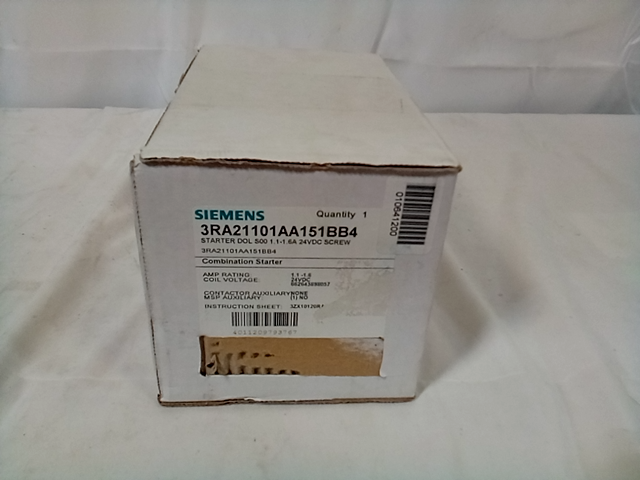 SIEMENS
Quantity 1
3RA21101AA151BB4
STARTER DOL S00 1.1-1.6A 24VDC SCREW
3RA21101AA151BB4
Combination Starter
AMP RATING: 1.1 -1.6
COIL VOLTAGE: 24VDC
CONTACTOR AUXILIARY NONE
MSP AUXILIARY: (1) NO
INSTRUCTION SHEET:
010641200